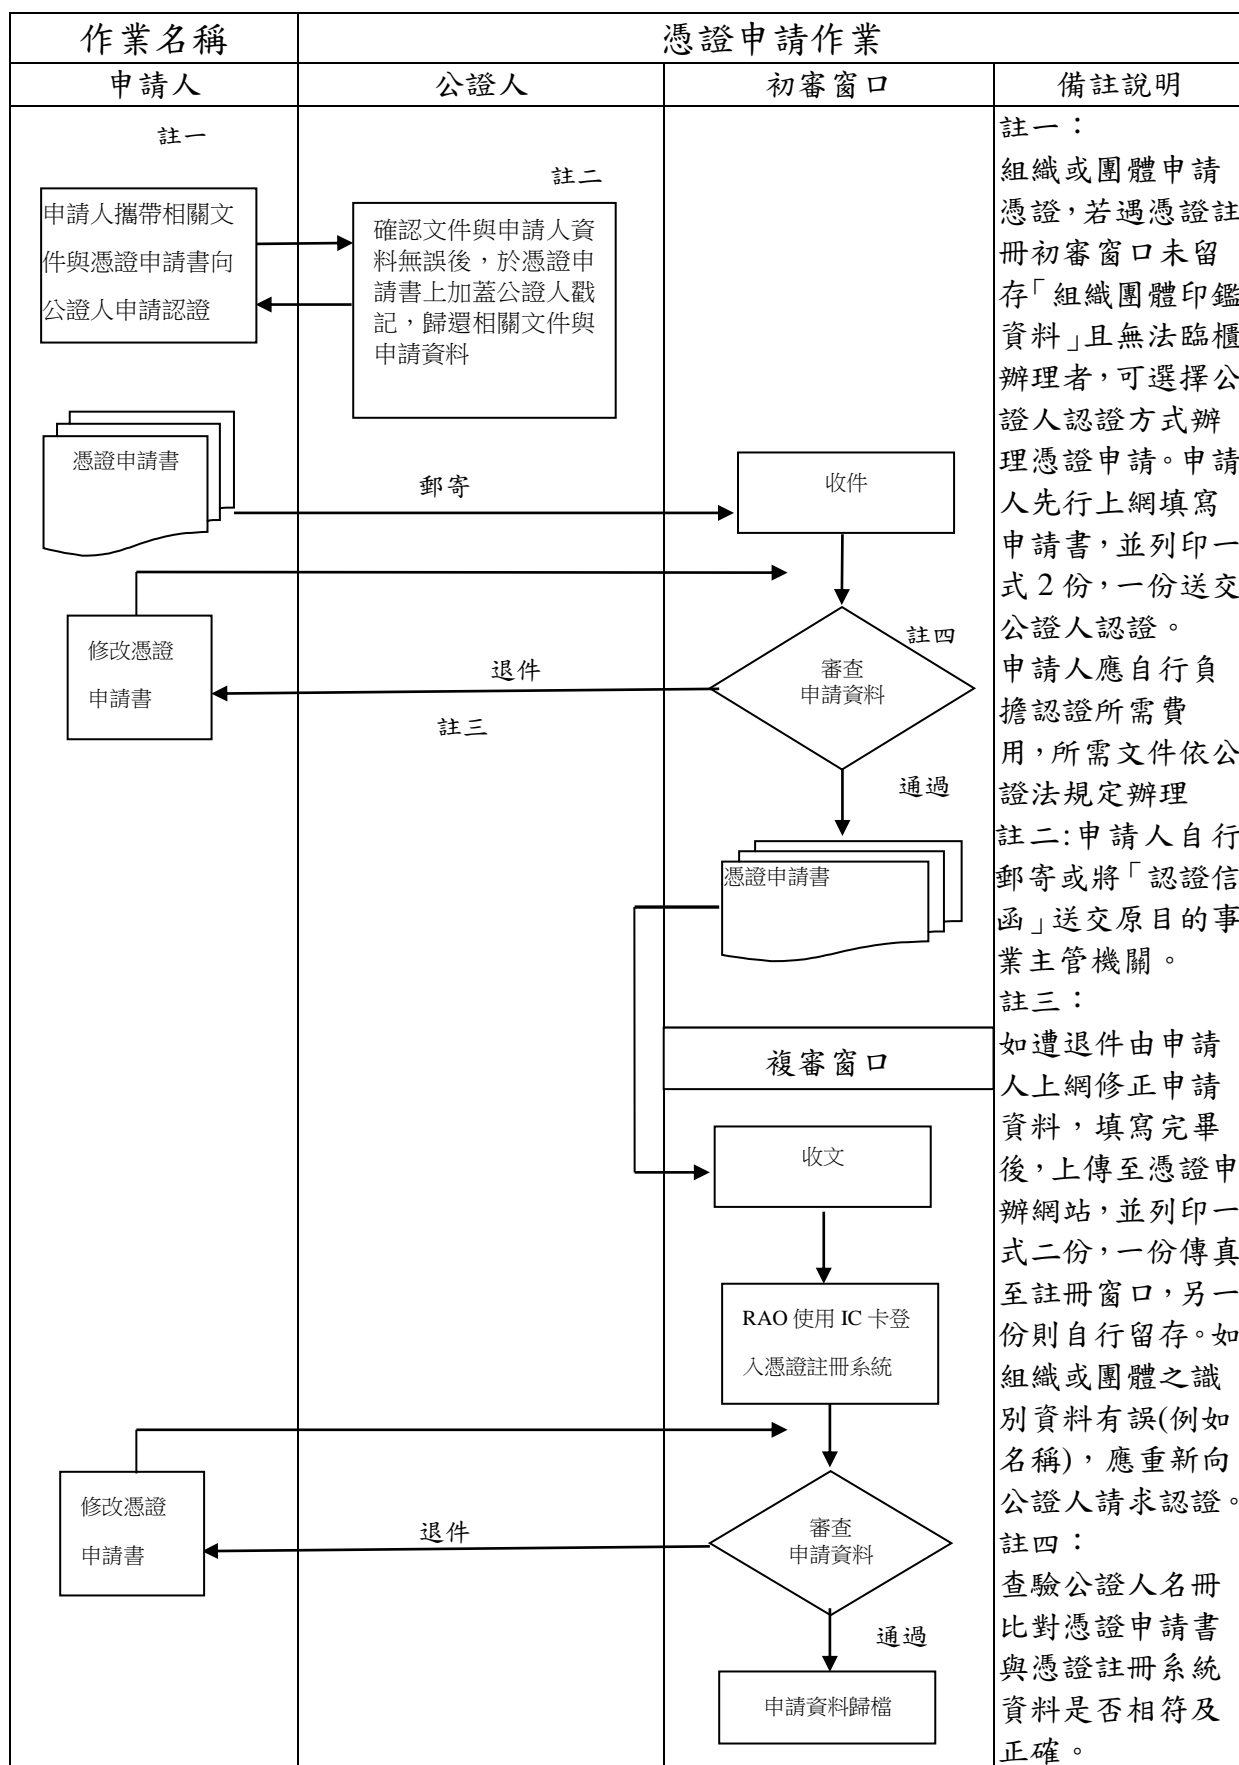 作業名稱
憑證申請作業
申請人
公證人
初審窗口
備註說明
註一
註二
申請人攜帶相關文
件與憑證申請書向
公證人申請認證
確認文件與申請人資
料無誤後，於憑證申
請書上加蓋公證人戳
記，歸還相關文件與
申請資料
憑證申請書
郵寄
收件
修改憑證
申請書
退件
註三
註四
審查
申請資料
通過
憑證申請書
複審窗口
收文
RAO 使用 IC 卡登
入憑證註冊系統
修改憑證
申請書
退件
審查
申請資料
通過
申請資料歸檔
註一：
組織或團體申請
憑證，若遇憑證註
冊初審窗口未留
存「組織團體印鑑
資料」且無法臨櫃
辦理者，可選擇公
證人認證方式辦
理憑證申請。申請
人先行上網填寫
申請書，並列印一
式 2 份，一份送交
公證人認證。
申請人應自行負
擔認證所需費
用，所需文件依公
證法規定辦理
註二:申請人自行
郵寄或將「認證信
函」送交原目的事
業主管機關。
註三：
如遭退件由申請
人上網修正申請
資料，填寫完畢
後，上傳至憑證申
辦網站，並列印一
式二份，一份傳真
至註冊窗口，另一
份則自行留存。如
組織或團體之識
別資料有誤(例如
名稱)，應重新向
公證人請求認證。
註四：
查驗公證人名冊
比對憑證申請書
與憑證註冊系統
資料是否相符及
正確。